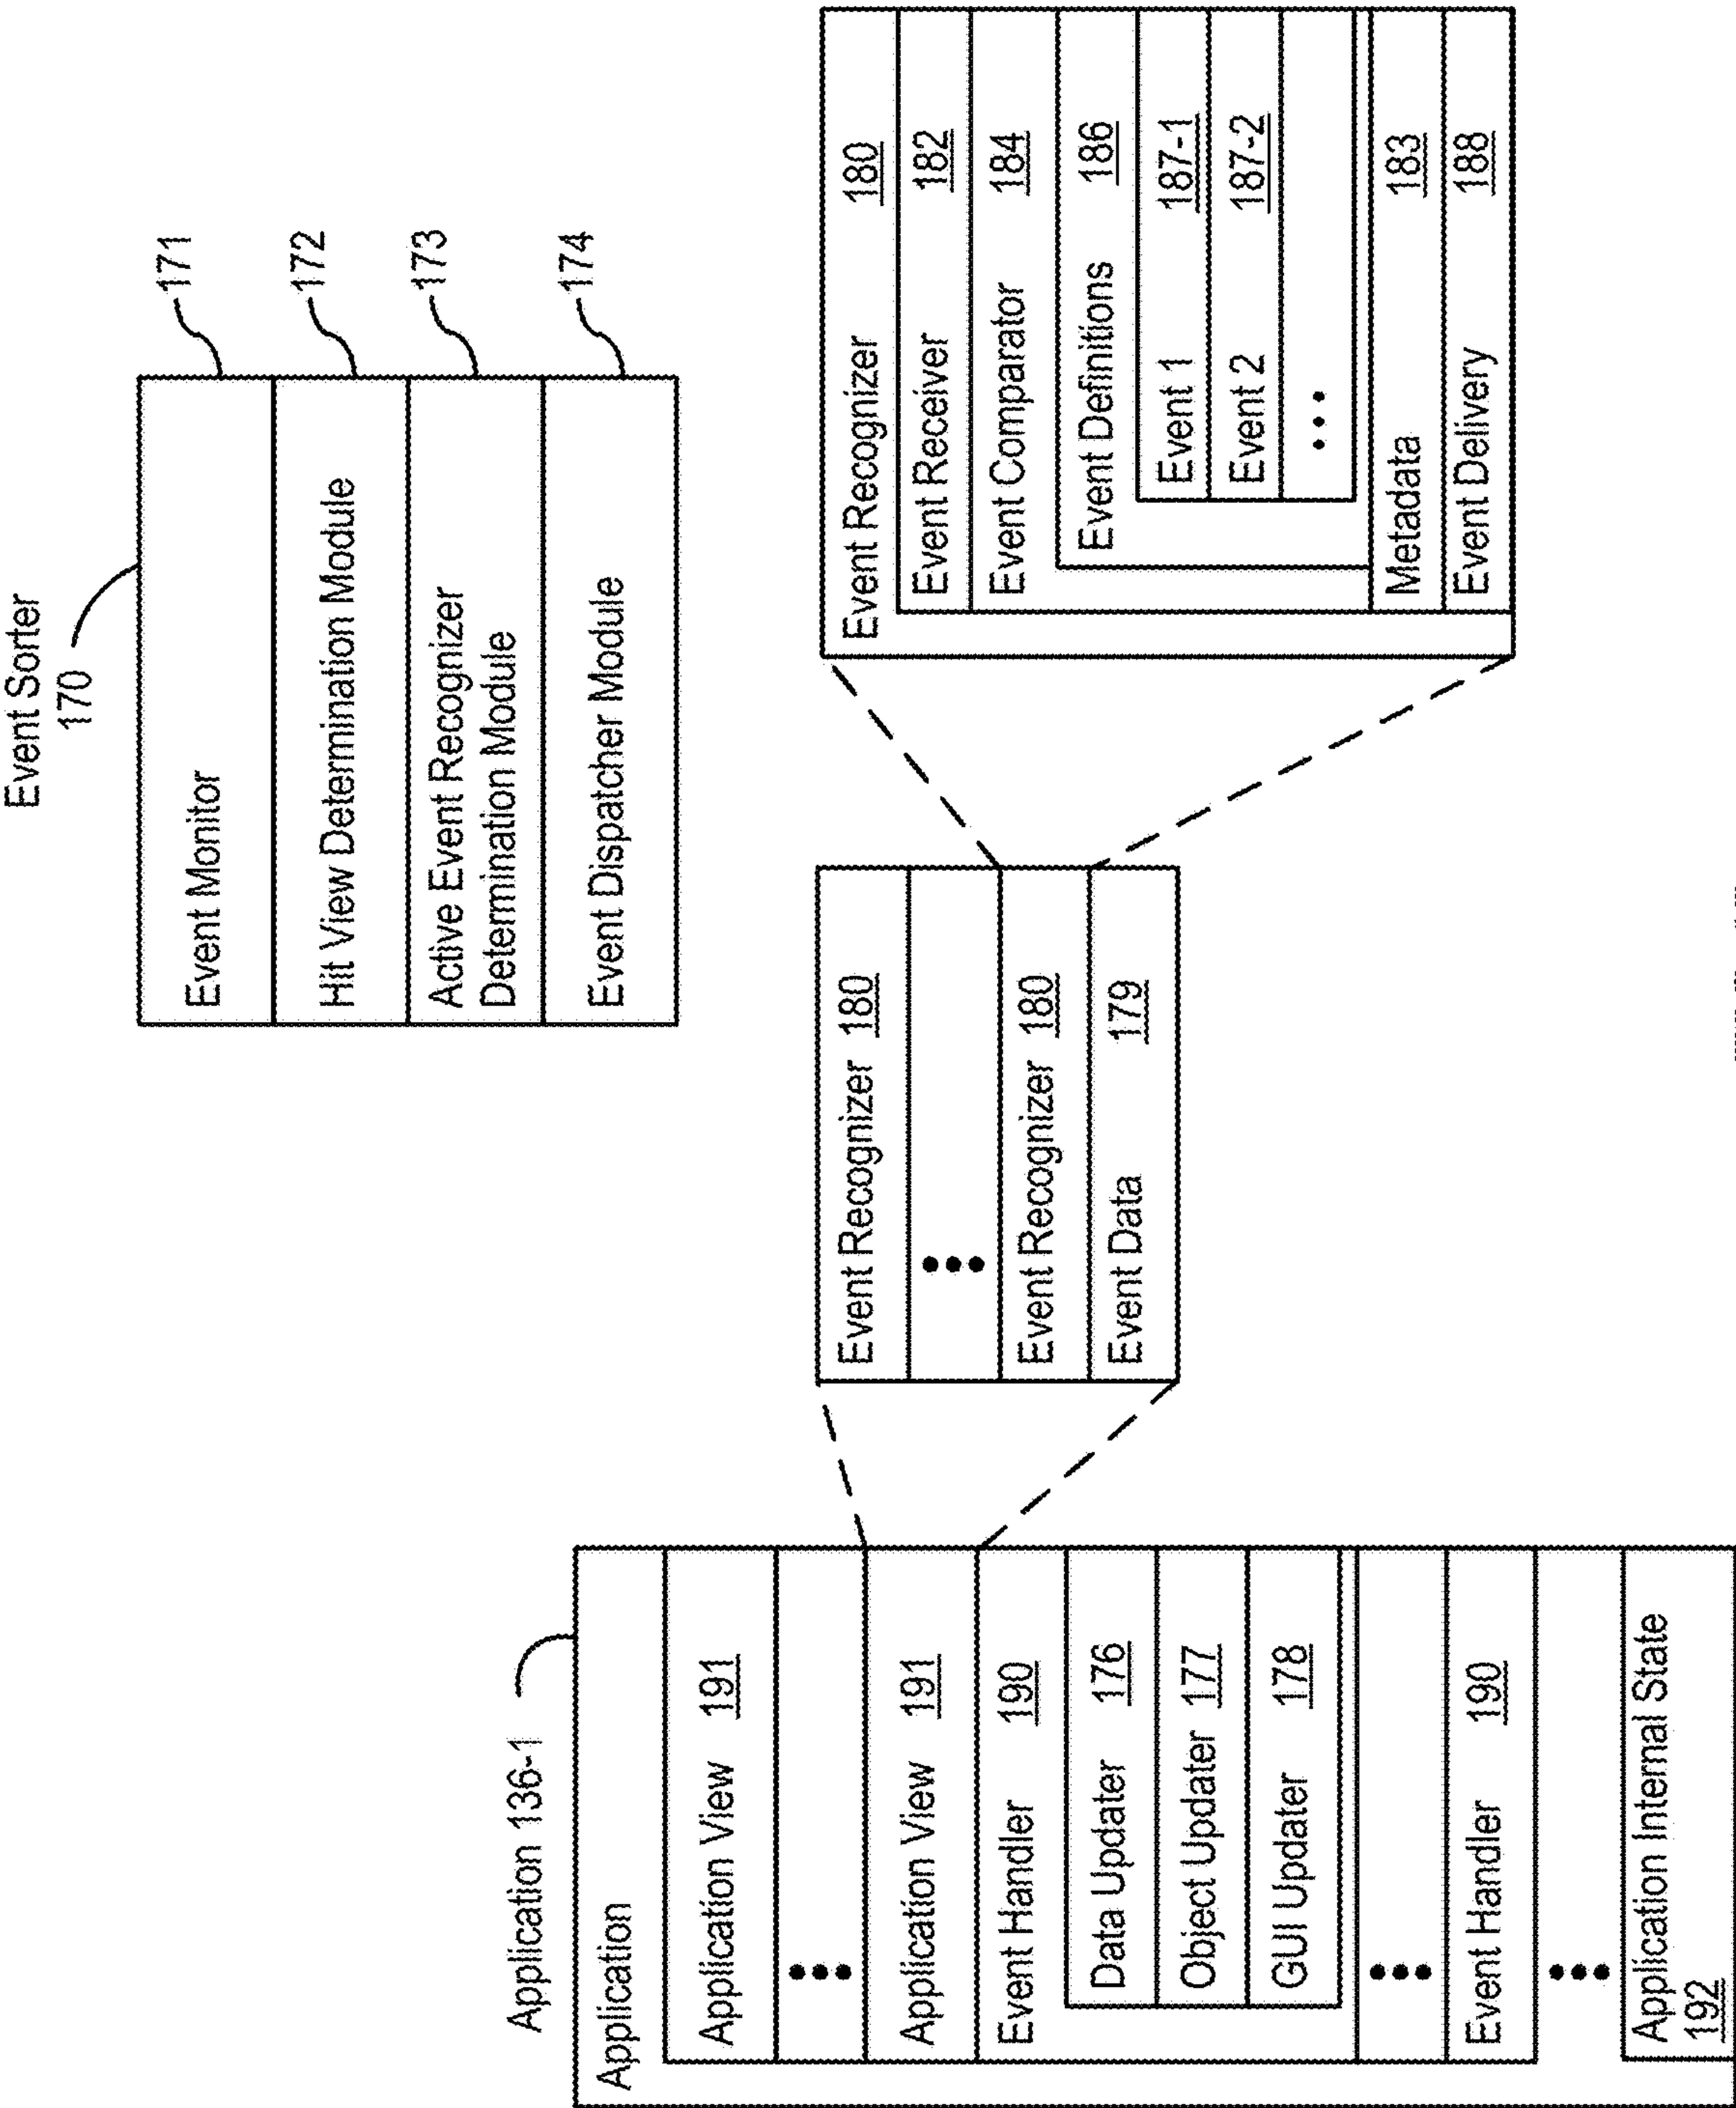 Event Sorter
170
Event Monitor
171
Hit View Determination Module
172
Active Event Recognizer
Determination Module
173
Event Dispatcher Module
174
Application 136-1
Application
Application View 191
Application View 191
Event Handler 190
Data Updater 176
Object Updater 177
GUI Updater 178
Event Handler 190
Application Internal State
192
Event Recognizer 180
Event Recognizer 180
Event Data 179
Event Recognizer 180
Event Receiver 182
Event Comparator 184
Event Definitions 186
Event 1 187-1
Event 2 187-2
Metadata 183
Event Delivery 188